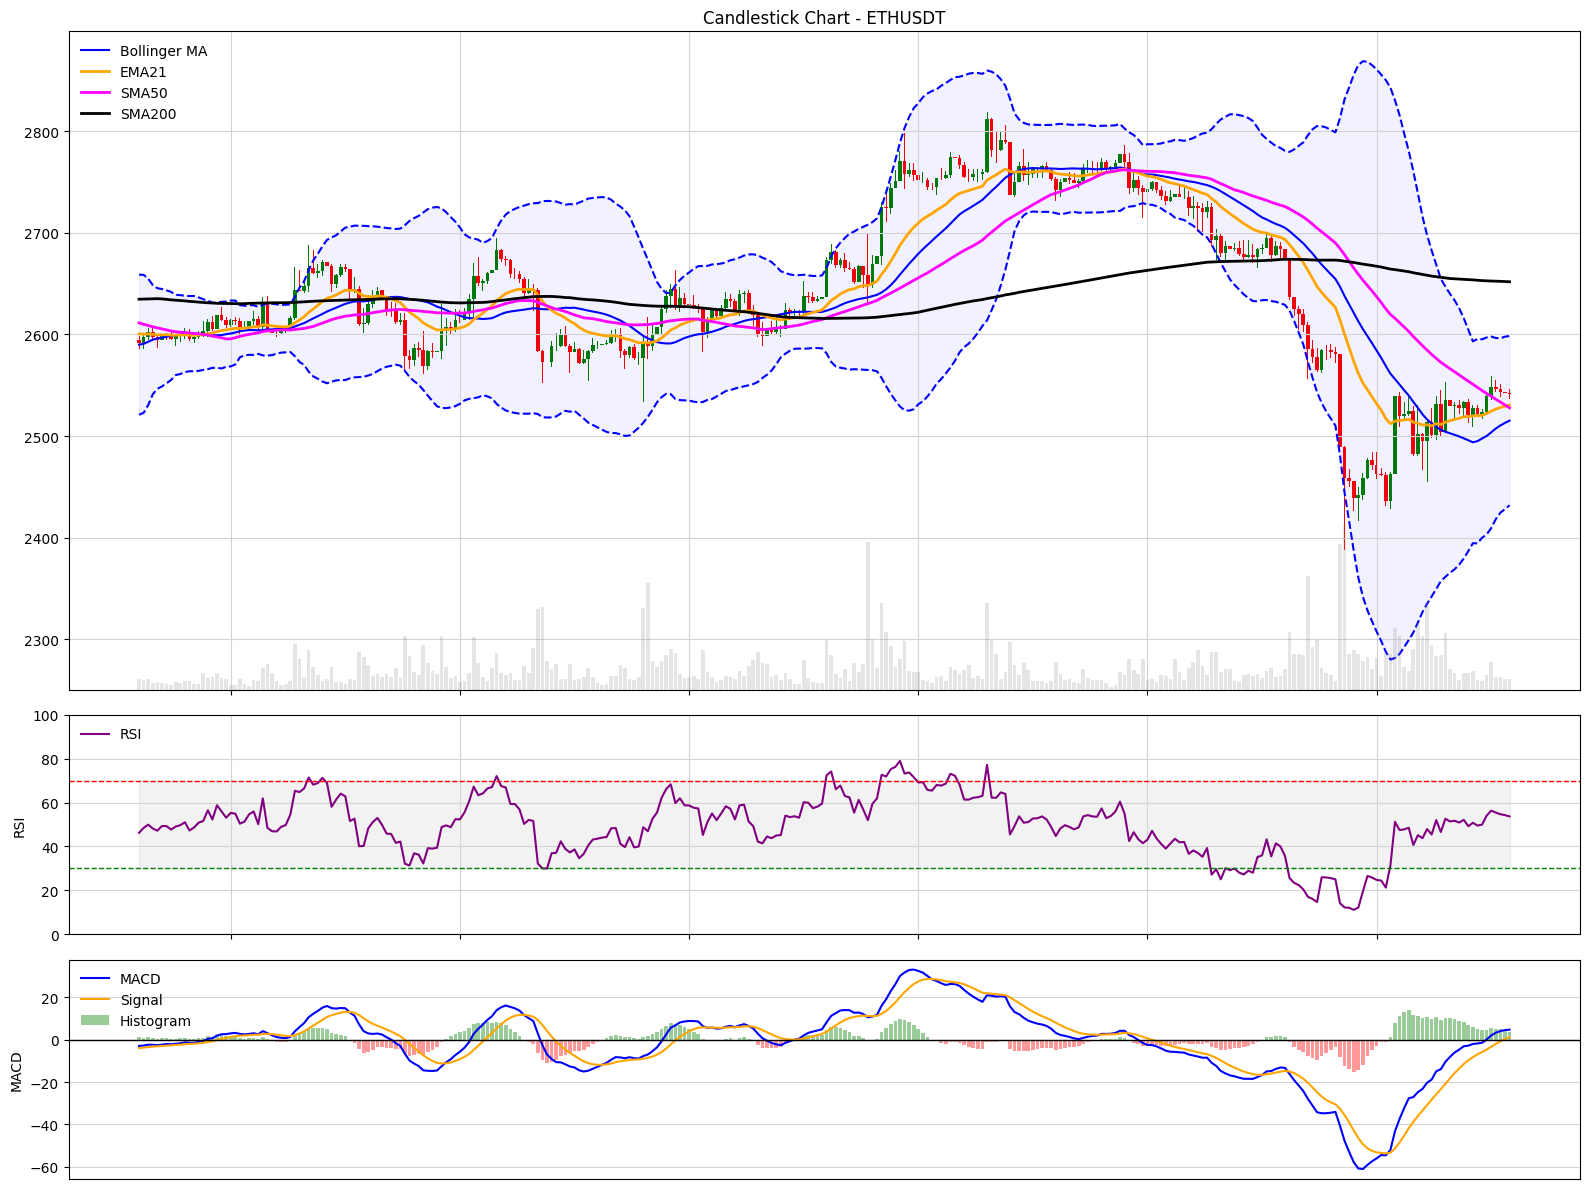 Candlestick Chart - ETHUSDT
Bollinger MA
EMA21
SMA50
SMA200
2800
2700
2600
2500
2400
2300
100
80
60
40
20
0
RSI
RSI
20
0
−20
−40
−60
MACD
MACD
Signal
Histogram